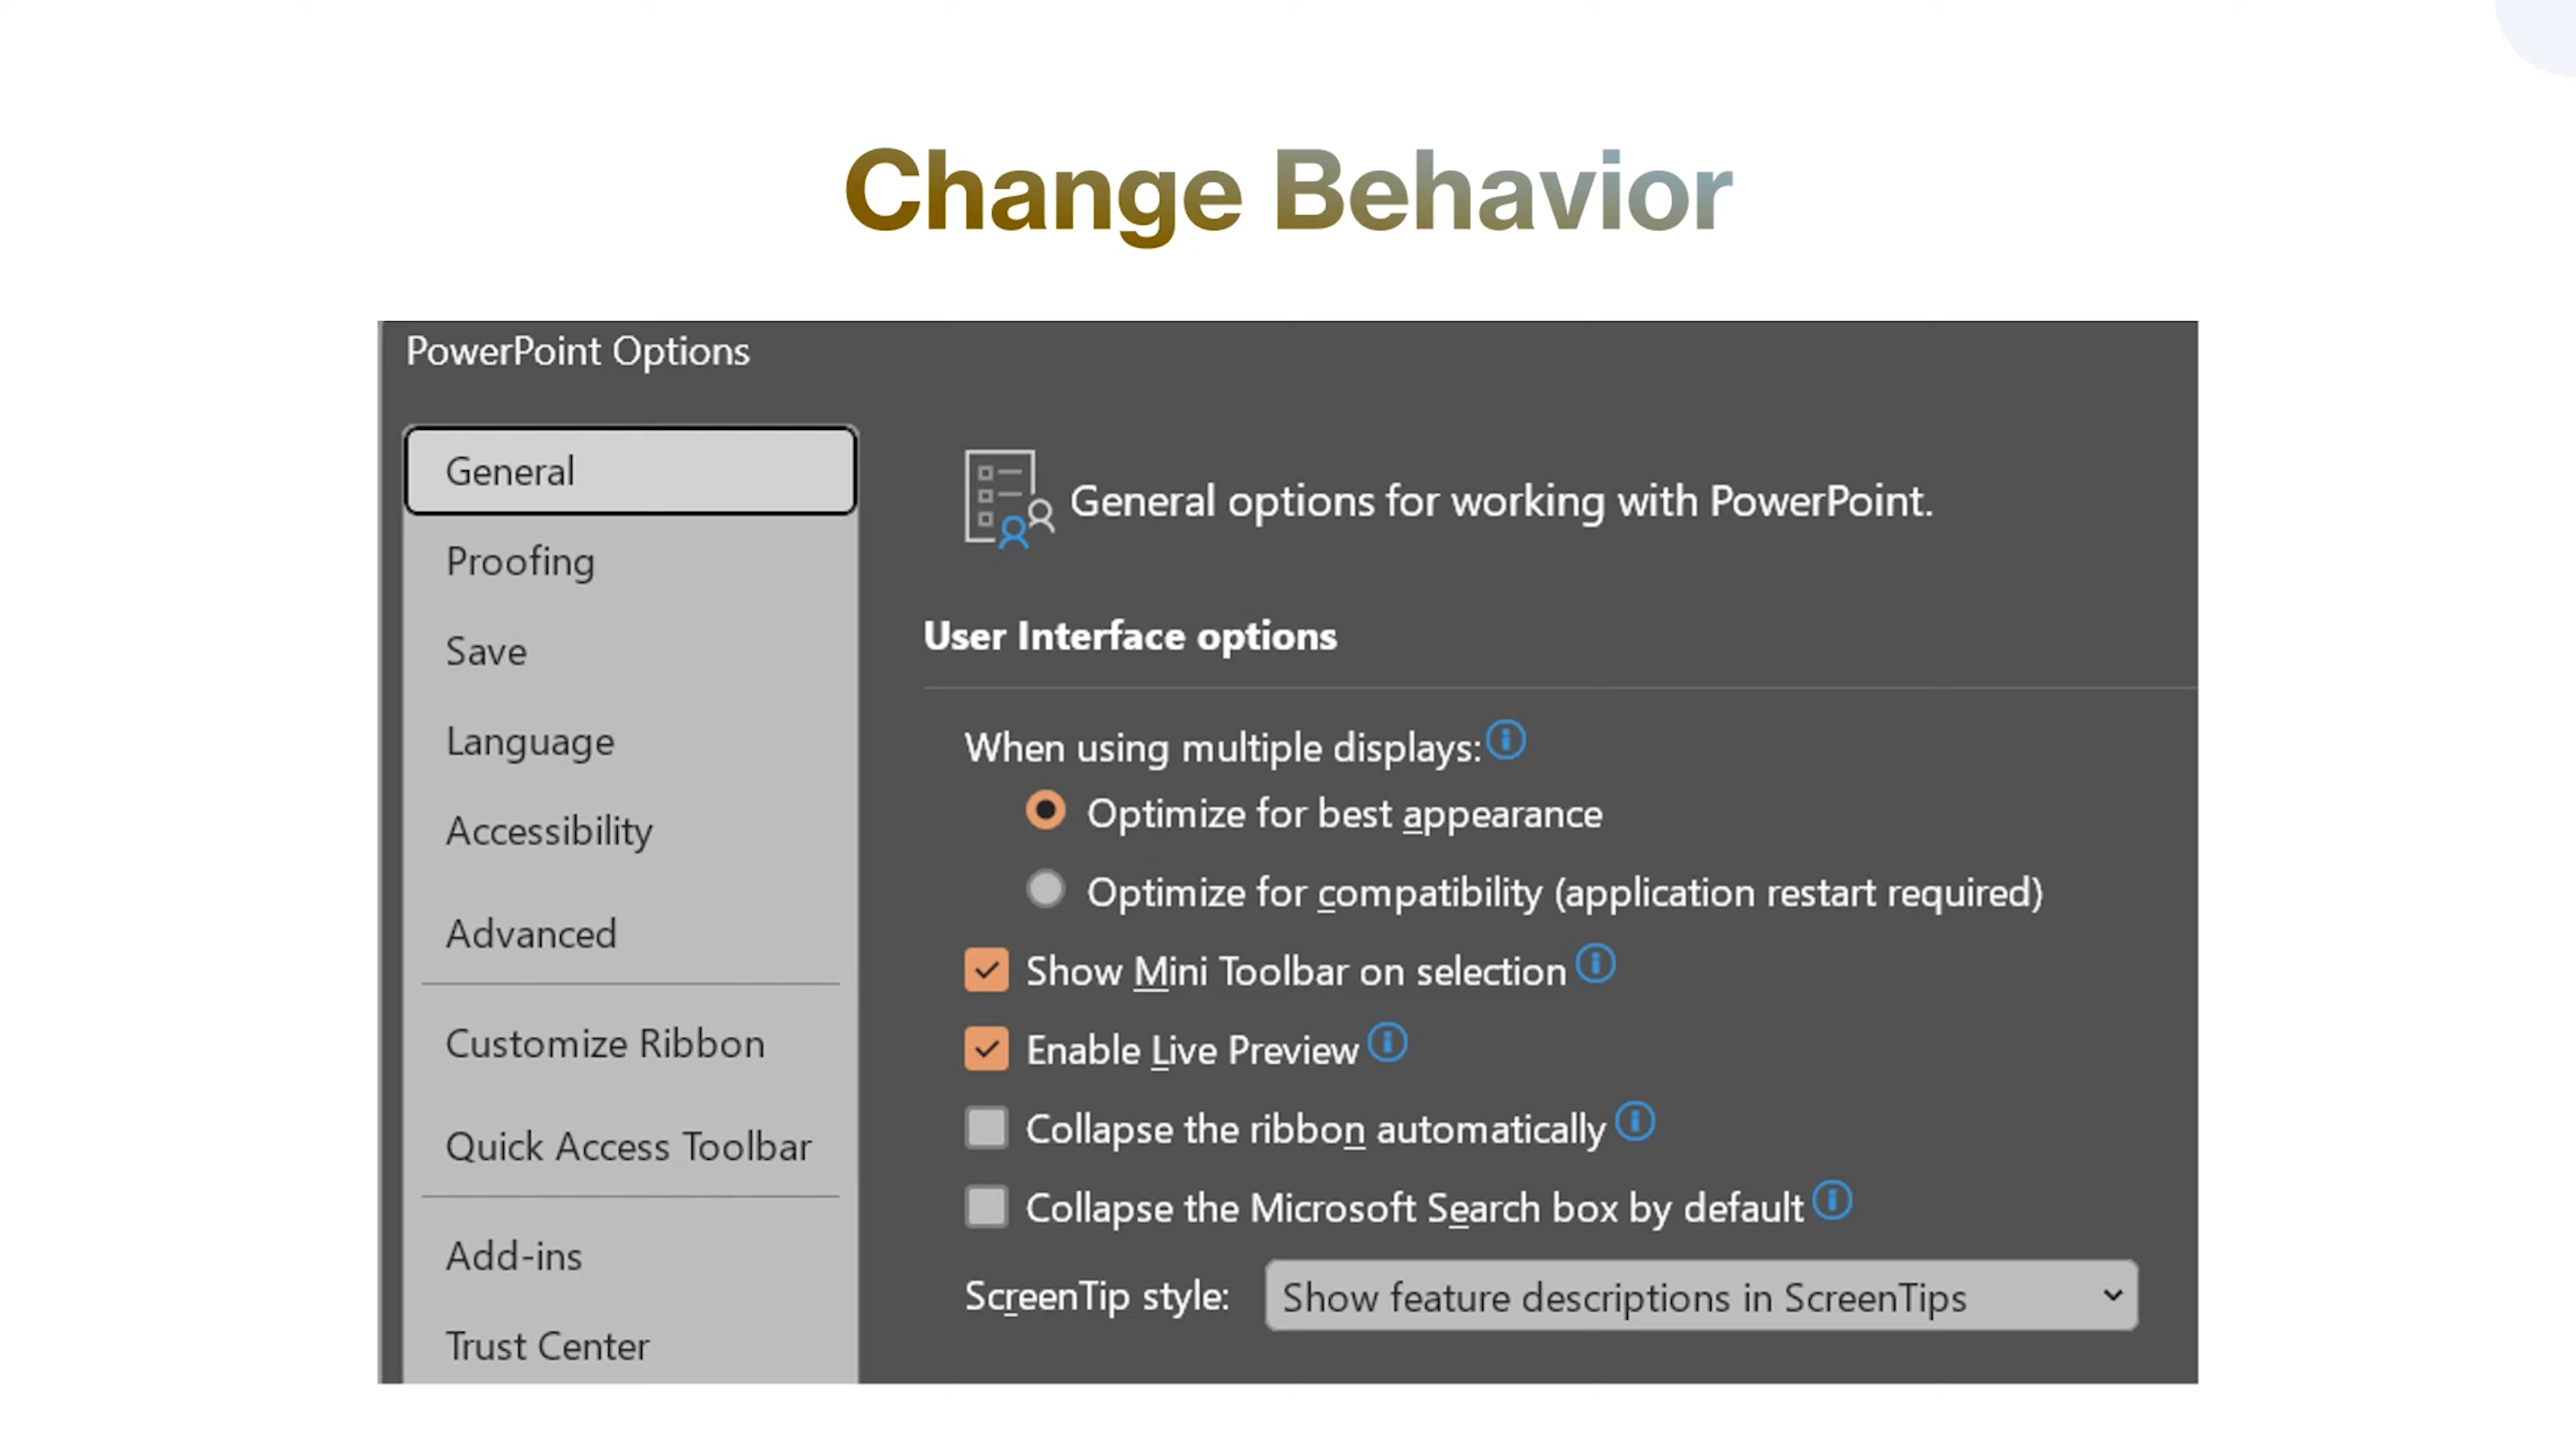 Change Behavior
PowerPoint Options
General
Proofing
Save
Language
Accessibility
Advanced
Customize Ribbon
Quick Access Toolbar
Add-ins
Trust Center
General options for working with PowerPoint.
User Interface options
When using multiple displays:
Optimize for best appearance
Optimize for compatibility (application restart required)
Show Mini Toolbar on selection
Enable Live Preview
Collapse the ribbon automatically
Collapse the Microsoft Search box by default
ScreenTip style: Show feature descriptions in ScreenTips